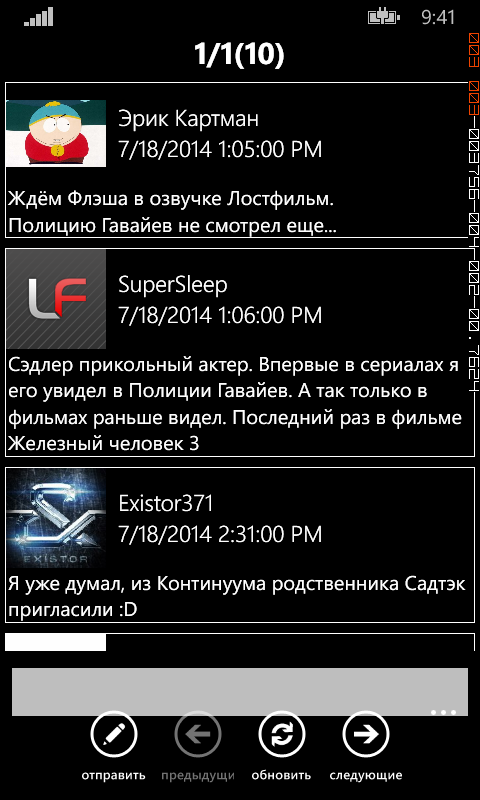 9:41
1/1(10)
Эрик Картман
7/18/2014 1:05:00 PM
Ждём Флэша в озвучке Лостфильм.
Полицию Гавайев не смотрел еще...
LF
SuperSleep
7/18/2014 1:06:00 PM
Сэдлер прикольный актер. Впервые в сериалах я
его увидел в Полиции Гавайев. А так только в
фильмах раньше видел. Последний раз в фильме
Железный человек 3
EXISTOR
Existor371
7/18/2014 2:31:00 PM
Я уже думал, из Континуума родственника Садтэк
пригласили :D
...
отправить
предыдущи
обновить
следующие